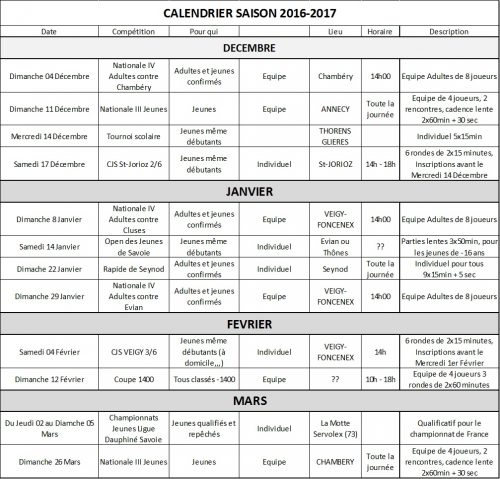 CALENDRIER SAISON 2016-2017
Date Compétition Pour qui Lieu Horaire Description
DECEMBRE
Dimanche 04 Décembre Nationale IV Adultes contre Chambéry Adultes et jeunes confirmés Equipe Chambéry 14h00 Equipe Adultes de 8 joueurs
Dimanche 11 Décembre Nationale III Jeunes Jeunes Equipe ANNECY Toute la journée Equipe de 4 joueurs, 2 rencontres, cadence lente 2x60min + 30 sec
Mercredi 14 Décembre Tournoi scolaire Jeunes même débutants THORENS GLIERES Individuel 5x15min
Samedi 17 Décembre CJS St-Jorioz 2/6 Jeunes même débutants Individuel St-JORIOZ 14h - 18h 6 rondes de 2x15 minutes, Inscriptions avant le Mercredi 14 Décembre
JANVIER
Dimanche 8 Janvier Nationale IV Adultes contre Cluses Adultes et jeunes confirmés Equipe VEIGY-FONCENEX 14h00 Equipe Adultes de 8 joueurs
Samedi 14 Janvier Open des Jeunes de Savoie Jeunes même débutants Individuel Evian ou Thônes ?? Parties lentes 3x50min, pour les jeunes de -16 ans
Dimache 22 Janvier Rapide de Seynod Adultes et jeunes confirmés Individuel Seynod Toute la journée Individuel pour tous 9x15min + 5 sec
Dimanche 29 Janvier Nationale IV Adultes contre Evian Adultes et jeunes confirmés Equipe VEIGY-FONCENEX 14h00 Equipe Adultes de 8 joueurs
FEVRIER
Samedi 04 Février CJS VEIGY 3/6 Jeunes même débutants (à domicile,,,) Individuel VEIGY-FONCENEX 14h 6 rondes de 2x15 minutes, Inscriptions avant le Mercredi 1er Février
Dimanche 12 Février Coupe 1400 Tous classés -1400 Equipe ?? 10h - 18h Equipe de 4 joueurs 3 rondes de 2x60 minutes
MARS
Du Jeudi 02 au Diamche 05 Mars Championnats Jeunes Ligue Dauphiné Savoie Jeunes qualifiés et repêchés Individuel La Motte Servolex (73) Qualificatif pour le championnat de France
Dimanche 26 Mars Nationale III Jeunes Jeunes Equipe CHAMBERY Toute la journée Equipe de 4 joueurs, 2 rencontres, cadence lente 2x60min + 30 sec